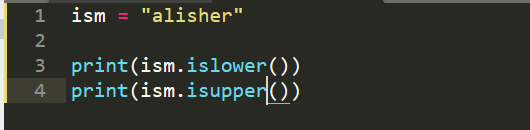 1 ism = "alisher"
2
3 print(ism.islower())
4 print(ism.isupper())